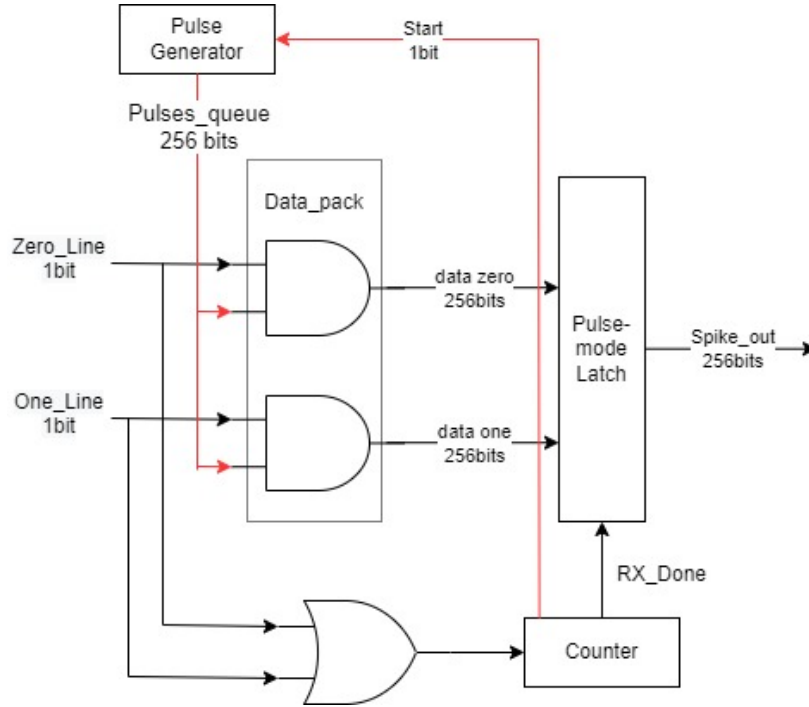 Pulse
Generator
Start
1bit
Pulses_queue
256 bits
Data_pack
Zero_Line
1bit
data zero
256bits
Pulse-
mode
Latch
Spike_out
256bits
One_Line
1bit
data one
256bits
RX_Done
Counter